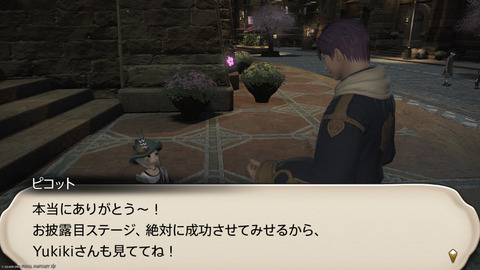 ピコット
本当にありがとう～！
お披露目ステージ、絶対に成功させてみせるから、
Yukikiさんも見ててね！